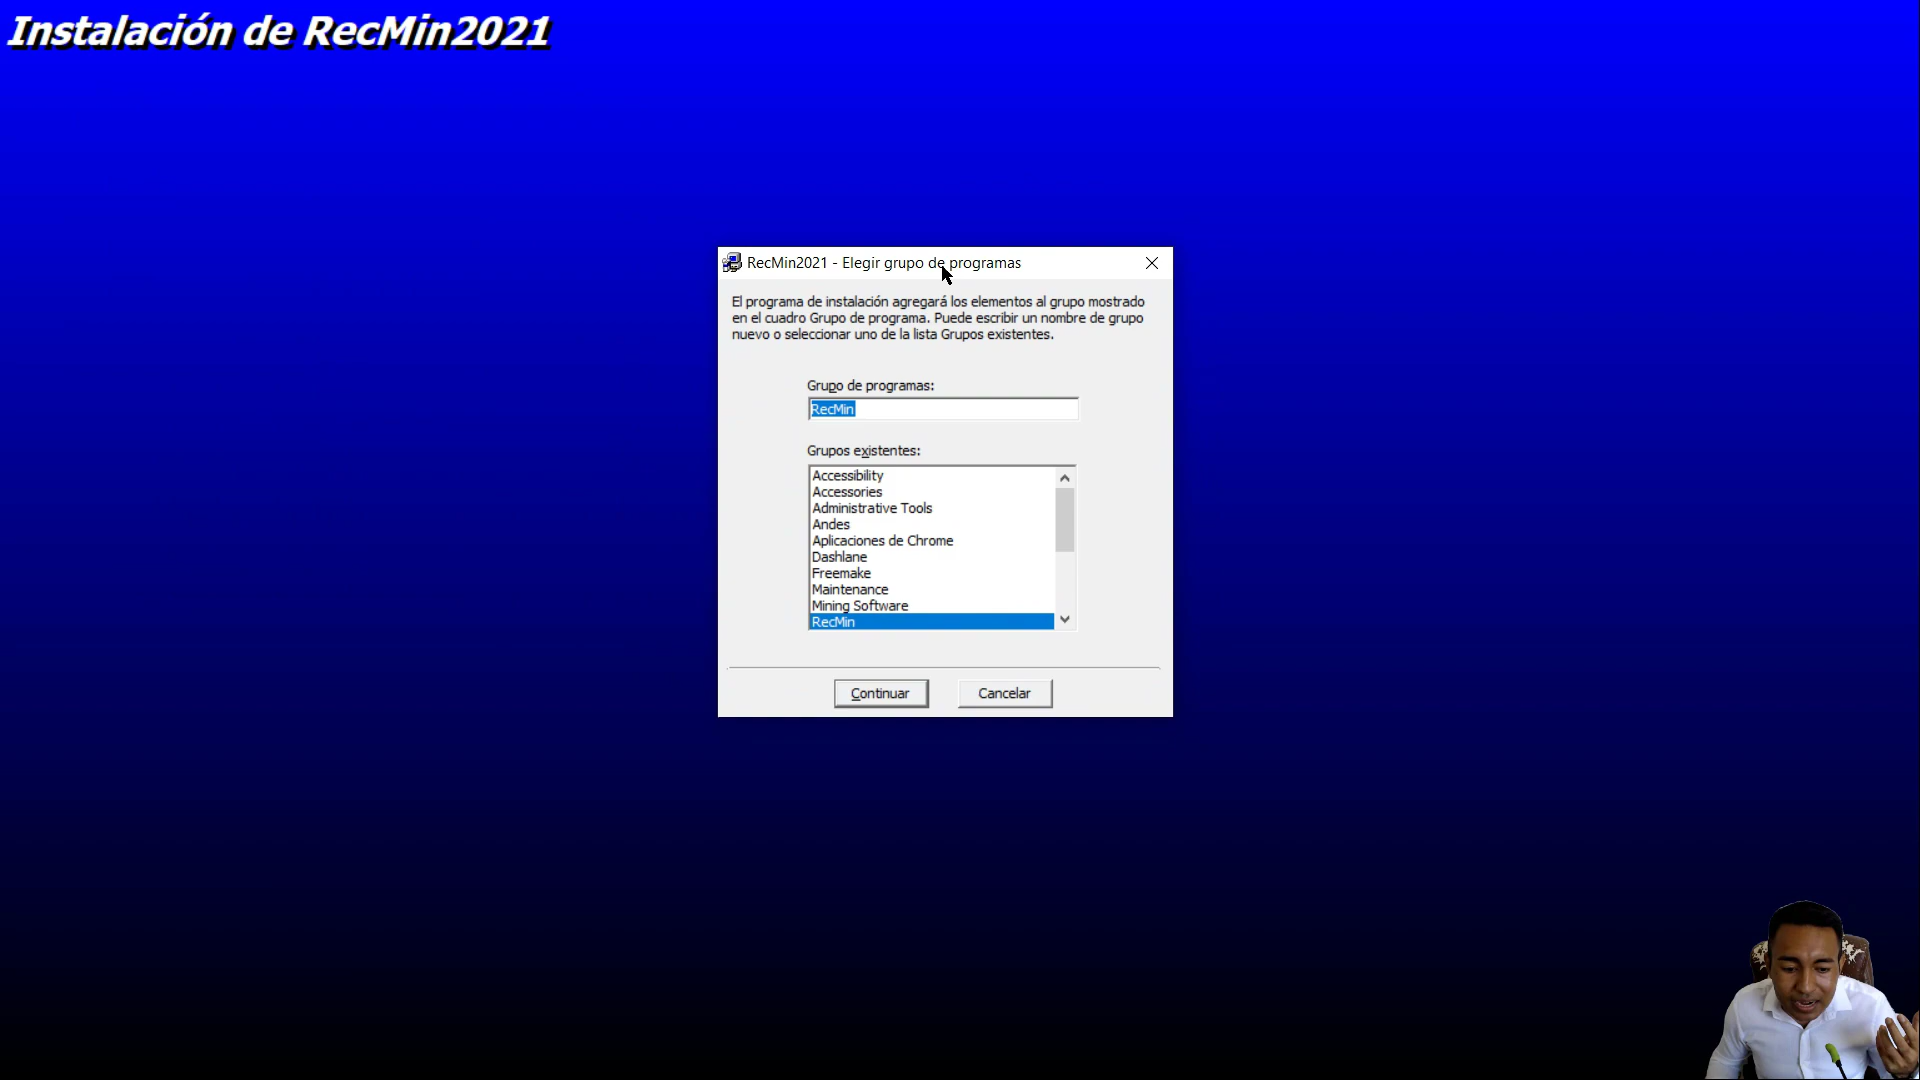 Instalación de RecMin2021
RecMin2021 - Elegir grupo de programas
El programa de instalación agregará los elementos al grupo mostrado
en el cuadro Grupo de programa. Puede escribir un nombre de grupo
nuevo o seleccionar uno de la lista Grupos existentes.
Grupo de programas:
RecMin
Grupos existentes:
Accessibility
Accessories
Administrative Tools
Andes
Aplicaciones de Chrome
Dashlane
Freemake
Maintenance
Mining Software
RecMin
Continuar
Cancelar